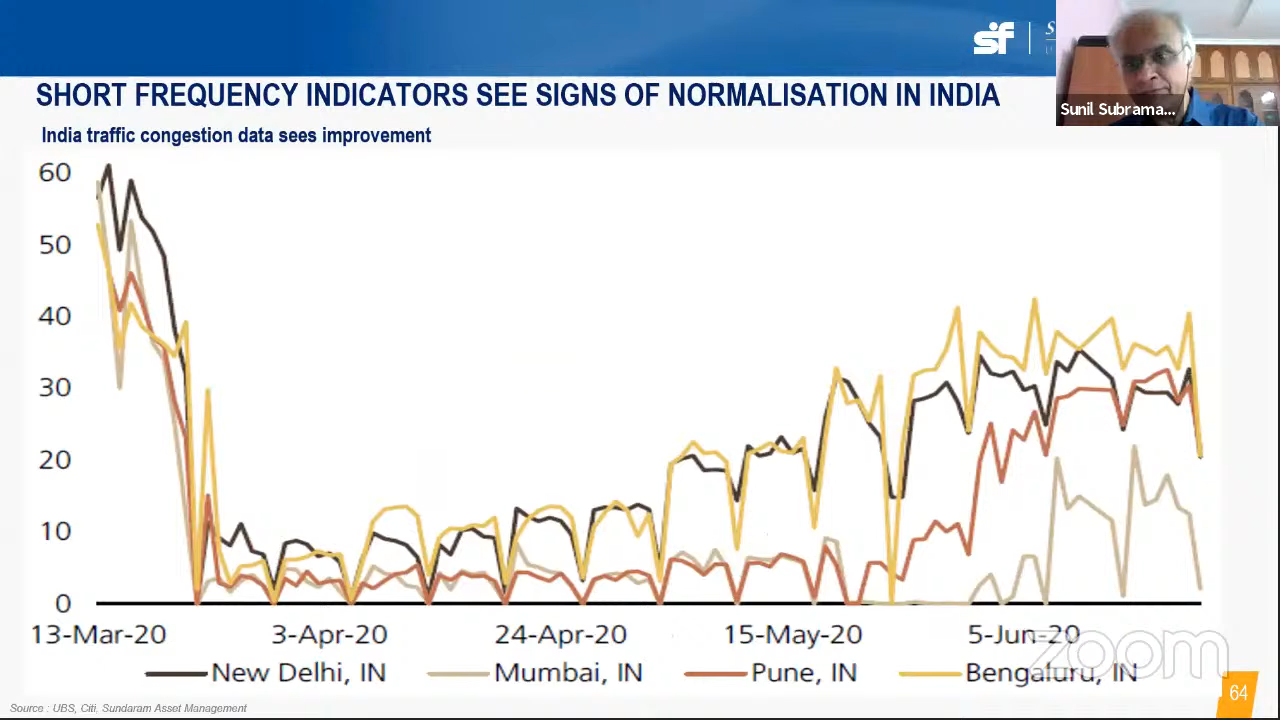 sf
SHORT FREQUENCY INDICATORS SEE SIGNS OF NORMALISATION IN INDIA
Sunil Subrama...
India traffic congestion data sees improvement
60
50
40
30
20
10
0
13-Mar-20 3-Apr-20 24-Apr-20 15-May-20 5-Jun-20
zoom
New Delhi, IN Mumbai, IN Pune, IN Bengaluru, IN
64
Source : UBS, Citi, Sundaram Asset Management